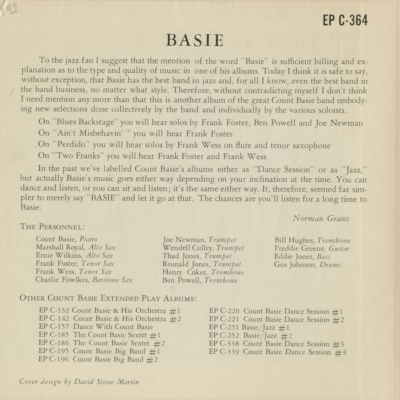 EP C-364
BASIE
To the jazz fan I suggest that the mention of the word "Basie" is sufficient billing and ex-
planation as to the type and quality of music in one of his albums. Today I think it is safe to say,
without exception, that Basie has the best band in jazz and, for all I know, even the best band in
the band business, no matter what style. Therefore, without contradicting myself I don't think
I need mention any more than that this is another album of the great Count Basie band embody-
ing new selections done collectively by the band and individually by the various soloists.
On "Blues Backstage" you will hear solos by Frank Foster, Ben Powell and Joe Newman
On "Ain't Misbehavin'" you will hear Frank Foster
On "Perdido" you will hear solos by Frank Wess on flute and tenor saxophone
On "Two Franks" you will hear Frank Foster and Frank Wess
In the past we've labelled Count Basie's albums either as "Dance Session" or as "Jazz,"
but actually Basie's music goes either way depending on your inclination at the time. You can
dance and listen, or you can sit and listen; it's the same either way. It, therefore, seemed far sim-
pler to merely say "BASIE" and let it go at that. The chances are you'll listen for a long time to
Basie.
Norman Granz
THE PERSONNEL:
Count Basie, Piano
Marshall Royal, Alto Sax
Ernie Wilkins, Alto Sax
Frank Foster, Tenor Sax
Frank Wess, Tenor Sax
Charlie Fowlkes, Baritone Sax
Joe Newman, Trumpet
Wendell Culley, Trumpet
Thad Jones, Trumpet
Reunald Jones, Trumpet
Henry Coker, Trombone
Ben Powell, Trombone
Bill Hughes, Trombone
Freddie Greene, Guitar
Eddie Jones, Bass
Gus Johnson, Drums
OTHER COUNT BASIE EXTENDED PLAY ALBUMS:
EP C-132 Count Basie & His Orchestra #1
EP C-142 Count Basie & His Orchestra #2
EP C-157 Dance With Count Basie
EP C-185 The Count Basie Sextet #1
EP C-186 The Count Basie Sextet #2
EP C-195 Count Basie Big Band #1
EP C-196 Count Basie Big Band #2
EP C-220 Count Basie Dance Session #1
EP C-221 Count Basie Dance Session #2
EP C-251 Basie/Jazz #1
EP C-252 Basie/Jazz #2
EP C-338 Count Basie Dance Session #3
EP C-339 Count Basie Dance Session #4
Cover design by David Stone Martin